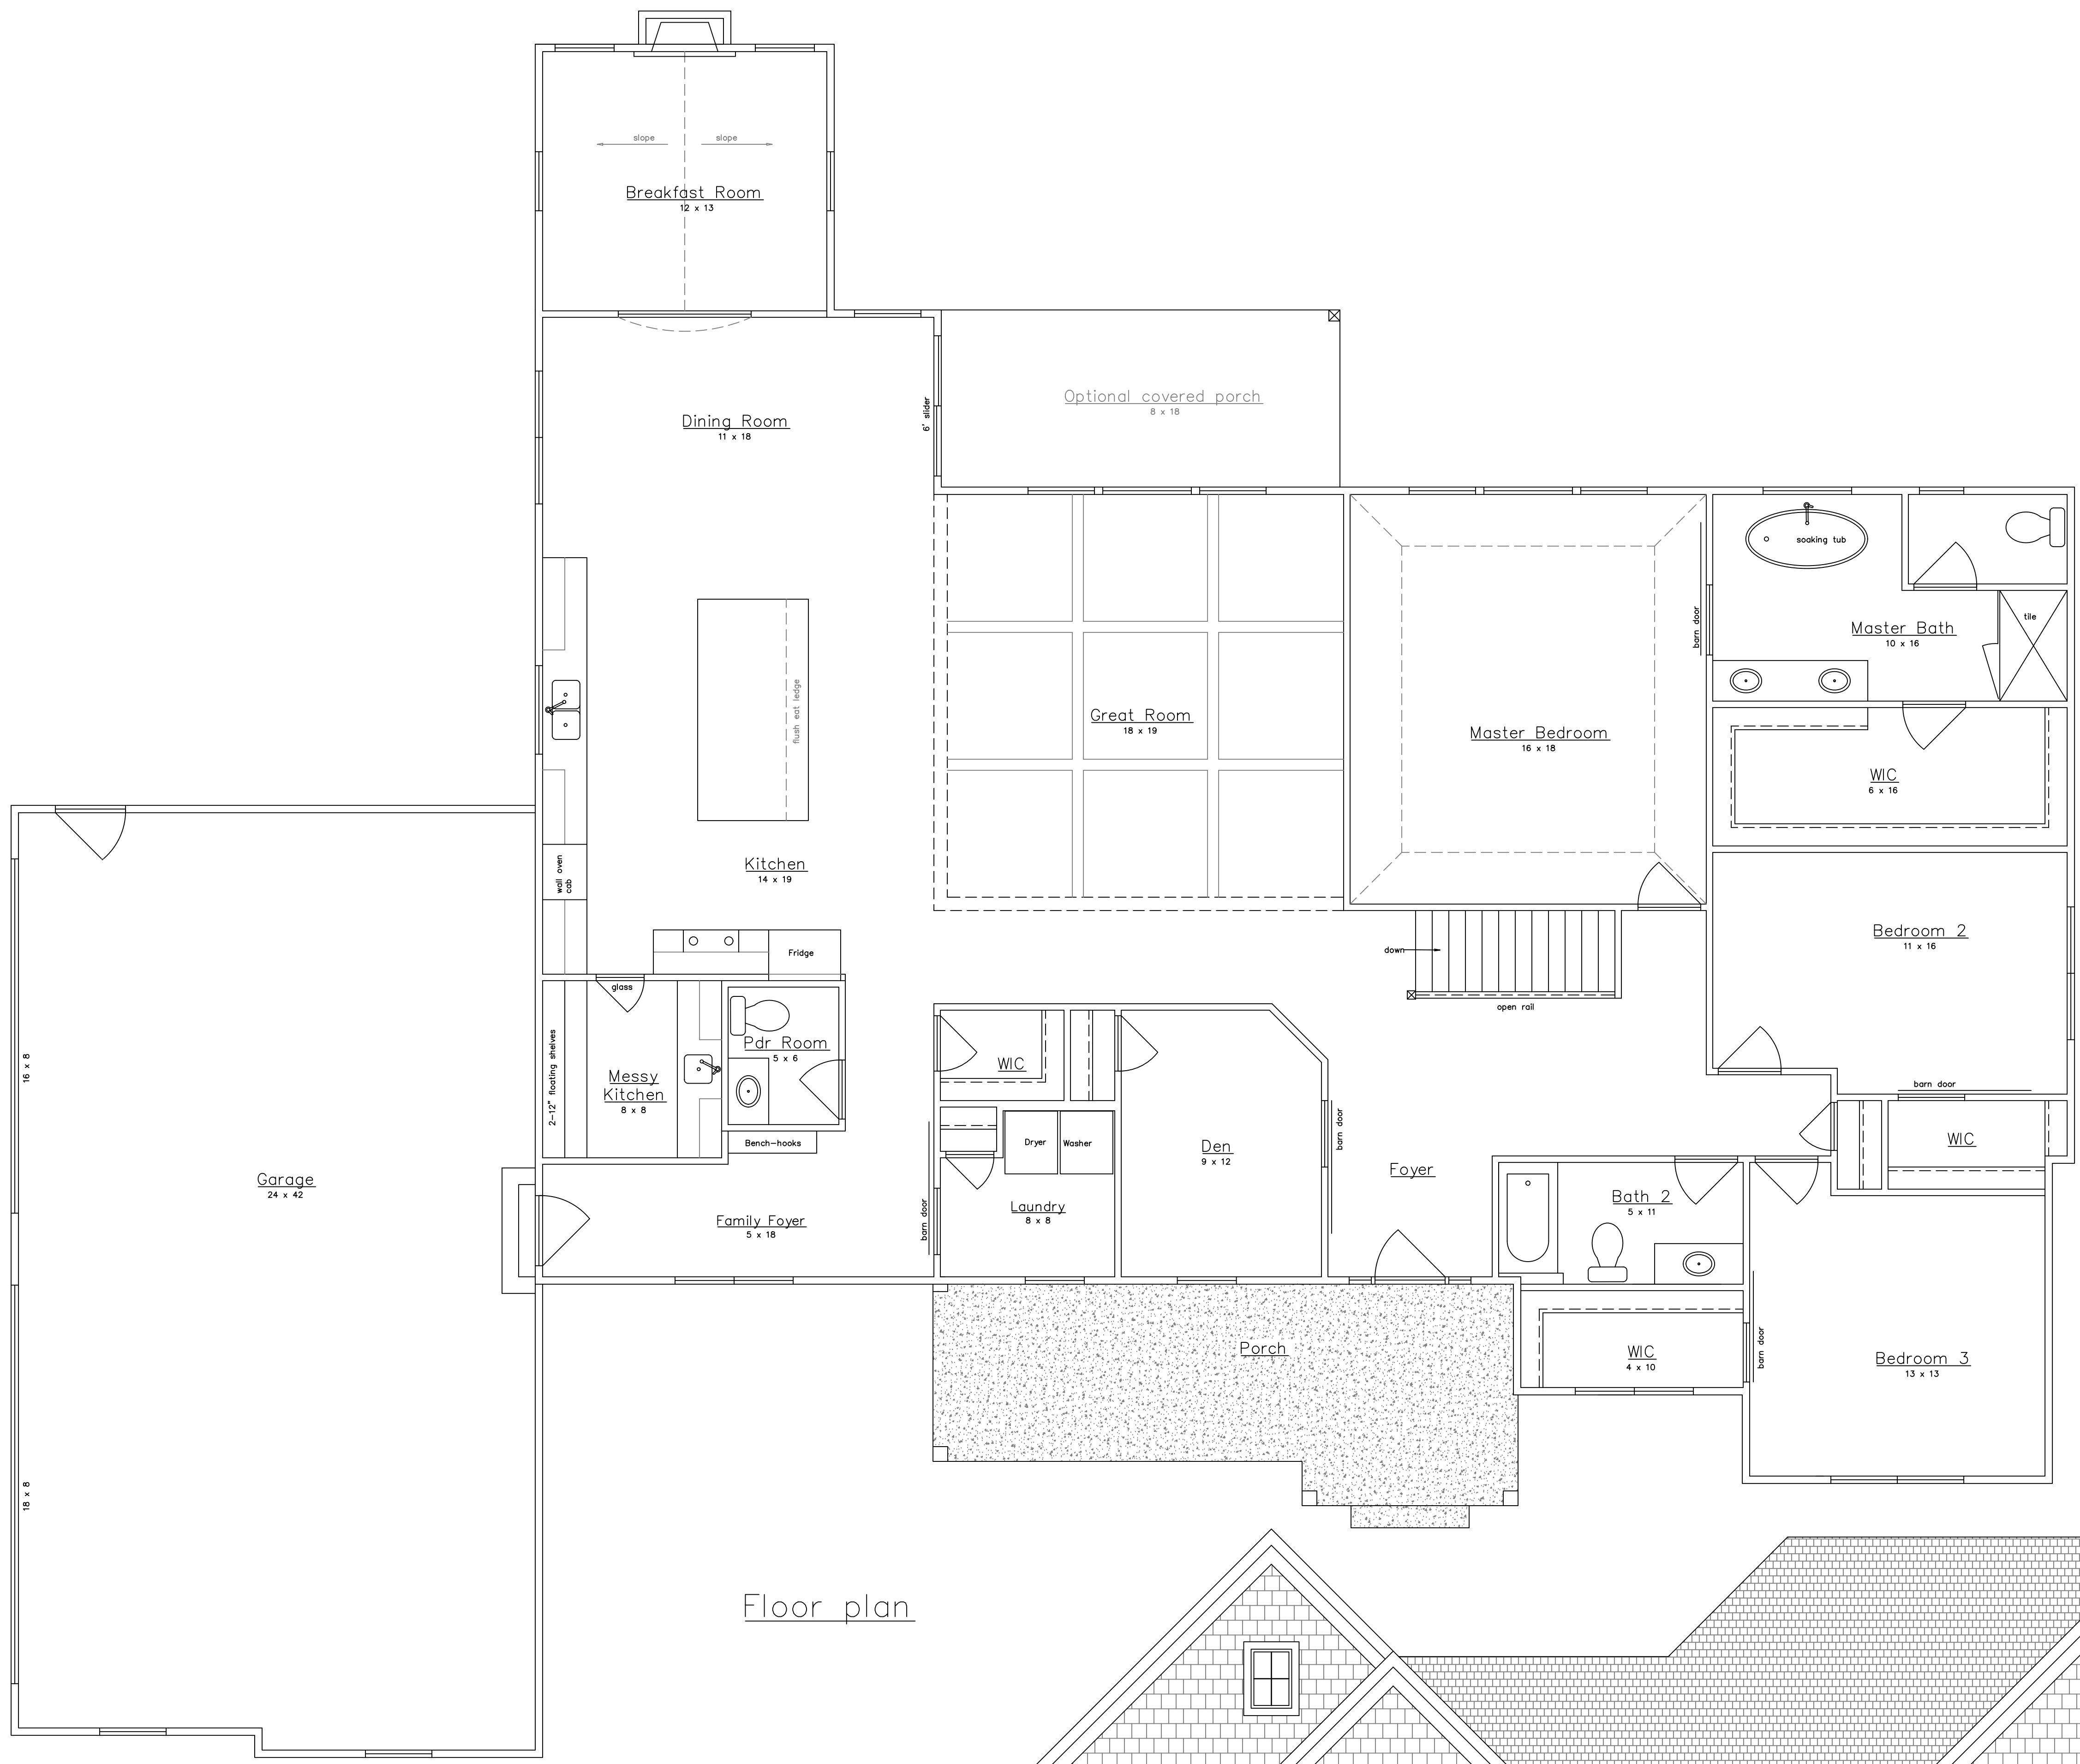 slope
slope
Breakfast Room
12 x 13
Optional covered porch
8 x 18
Dining Room
11 x 18
6' slider
soaking tub
barn door
tile
Master Bath
10 x 16
flush eat ledge
Great Room
18 x 19
Master Bedroom
16 x 18
WIC
6 x 16
wall oven
cab
Kitchen
14 x 19
Fridge
down
open rail
Bedroom 2
11 x 16
glass
2-12" floating shelves
Messy
Kitchen
8 x 8
Pdr Room
5 x 6
Bench-hooks
WIC
Dryer
Washer
Den
9 x 12
barn door
barn door
WIC
16 x 8
Garage
24 x 42
Family Foyer
5 x 18
barn door
Laundry
8 x 8
Foyer
Bath 2
5 x 11
Porch
WIC
4 x 10
barn door
Bedroom 3
13 x 13
18 x 8
Floor plan